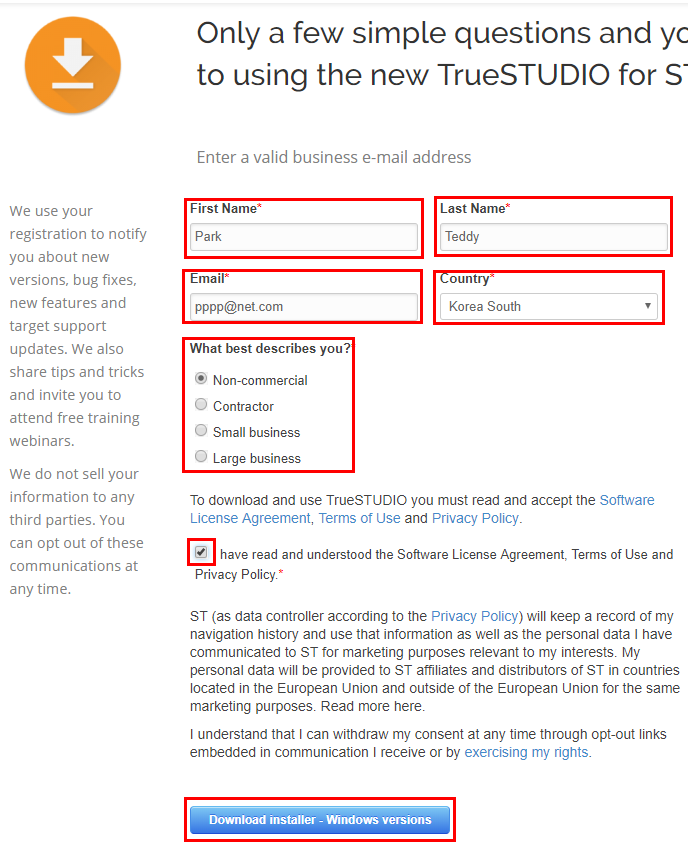 Only a few simple questions and yo
to using the new TrueSTUDIO for ST
Enter a valid business e-mail address
We use your
registration to notify
you about new
versions, bug fixes,
new features and
target support
updates. We also
share tips and tricks
and invite you to
attend free training
webinars.
We do not sell your
information to any
third parties. You
can opt out of these
communications at
any time.
First Name*
Last Name*
Park
Teddy
Email*
Country*
pppp@net.com
Korea South
What best describes you?*
Non-commercial
Contractor
Small business
Large business
To download and use TrueSTUDIO you must read and accept the Software
License Agreement, Terms of Use and Privacy Policy.
have read and understood the Software License Agreement, Terms of Use and
Privacy Policy.*
ST (as data controller according to the Privacy Policy) will keep a record of my
navigation history and use that information as well as the personal data I have
communicated to ST for marketing purposes relevant to my interests. My
personal data will be provided to ST affiliates and distributors of ST in countries
located in the European Union and outside of the European Union for the same
marketing purposes. Read more here.
I understand that I can withdraw my consent at any time through opt-out links
embedded in communication I receive or by exercising my rights.
Download installer - Windows versions